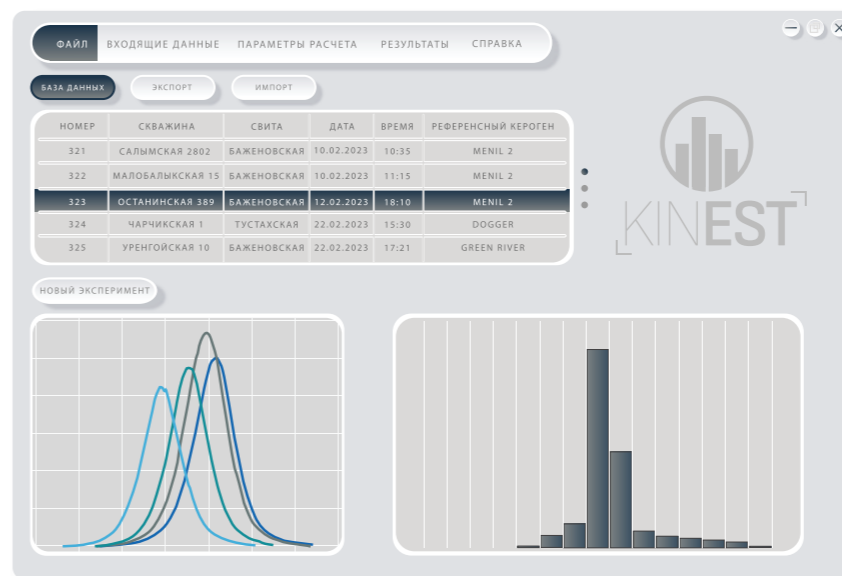 ФАЙЛ ВХОДЯЩИЕ ДАННЫЕ ПАРАМЕТРЫ РАСЧЕТА РЕЗУЛЬТАТЫ СПРАВКА
БАЗА ДАННЫХ ЭКСПОРТ ИМПОРТ
НОМЕР СКВАЖИНА СВИТА ДАТА ВРЕМЯ РЕФЕРЕНСНЫЙ КЕРОГЕН
321 САЛЫМСКАЯ 2802 БАЖЕНОВСКАЯ 10.02.2023 10:35 MENIL 2
322 МАЛОБАЛЫКСКАЯ 15 БАЖЕНОВСКАЯ 10.02.2023 11:15 MENIL 2
323 ОСТАНИНСКАЯ 389 БАЖЕНОВСКАЯ 12.02.2023 18:10 MENIL 2
324 ЧАРЧИКСКАЯ 1 ТУСТАХСКАЯ 22.02.2023 15:30 DOGGER
325 УРЕНГОЙСКАЯ 10 БАЖЕНОВСКАЯ 22.02.2023 17:21 GREEN RIVER
KINEST
НОВЫЙ ЭКСПЕРИМЕНТ